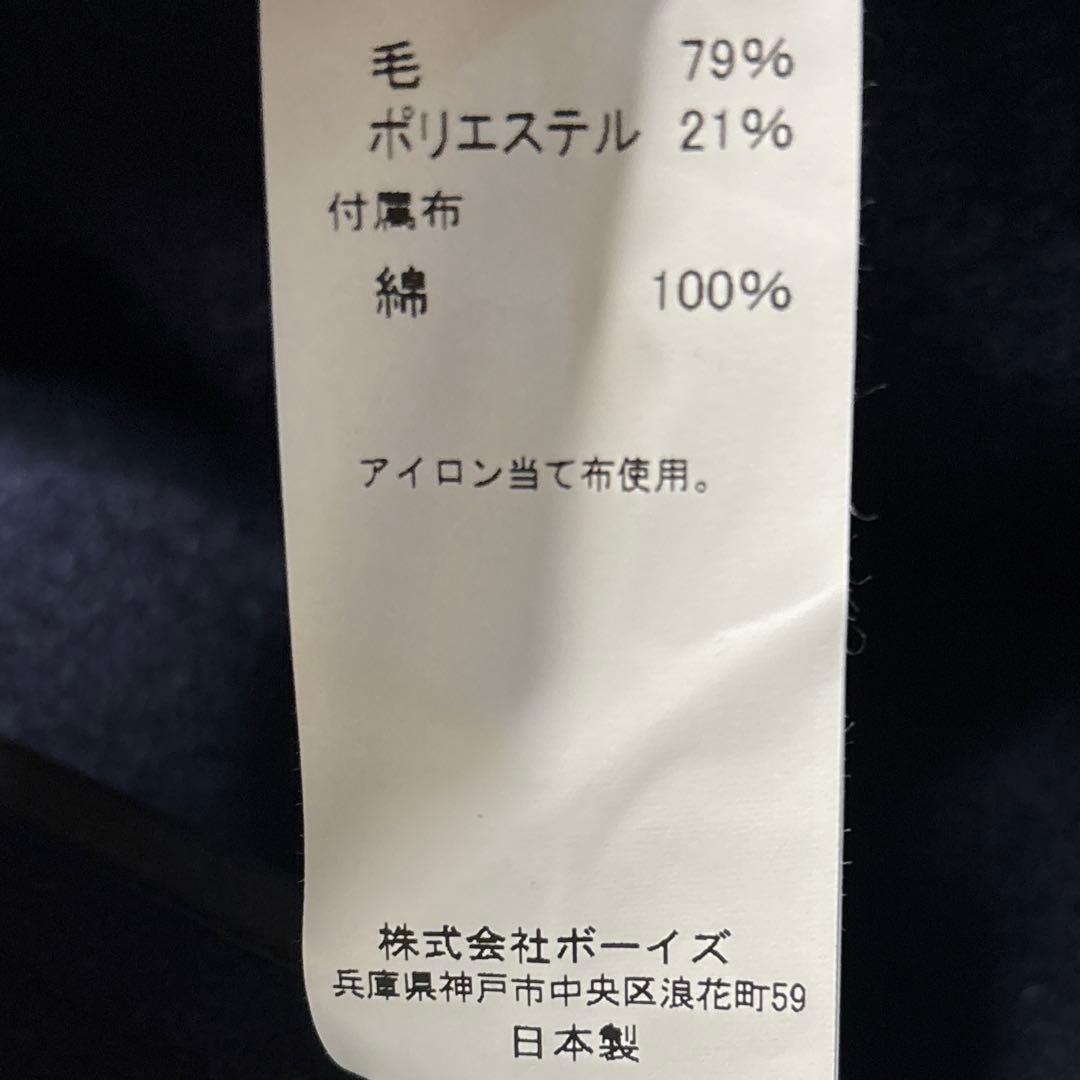 毛 79%
ポリエステル 21%
付属布
綿 100%
アイロン当て布使用。
株式会社ボーイズ
兵庫県神戸市中央区浪花町59
日本製